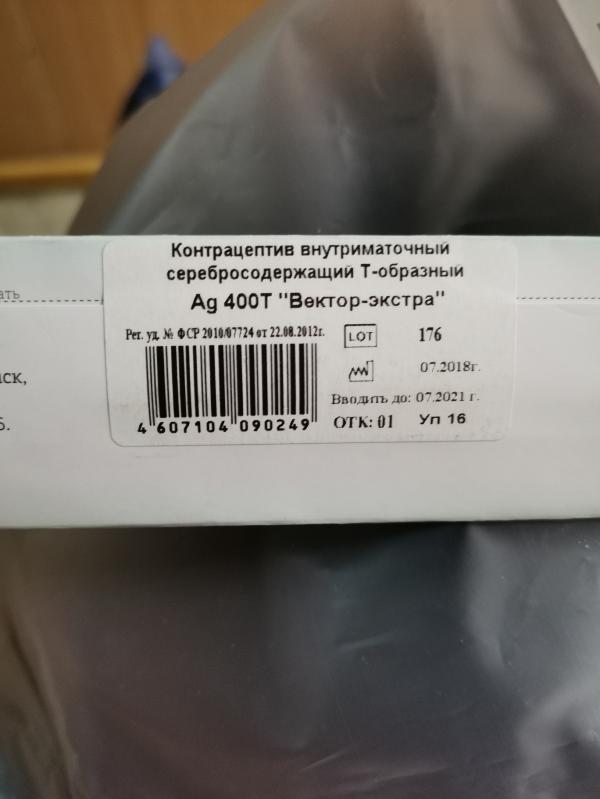 Контрацептив внутриматочный
серебросодержащий Т-образный
Ag 400Т "Вектор-экстра"
Рег. уд. № ФСР 2010/07724 от 22.08.2012г.
LOT 176
07.2018г.
Вводить до: 07.2021 г.
4 607104 090249
ОТК: 01 Уп 16